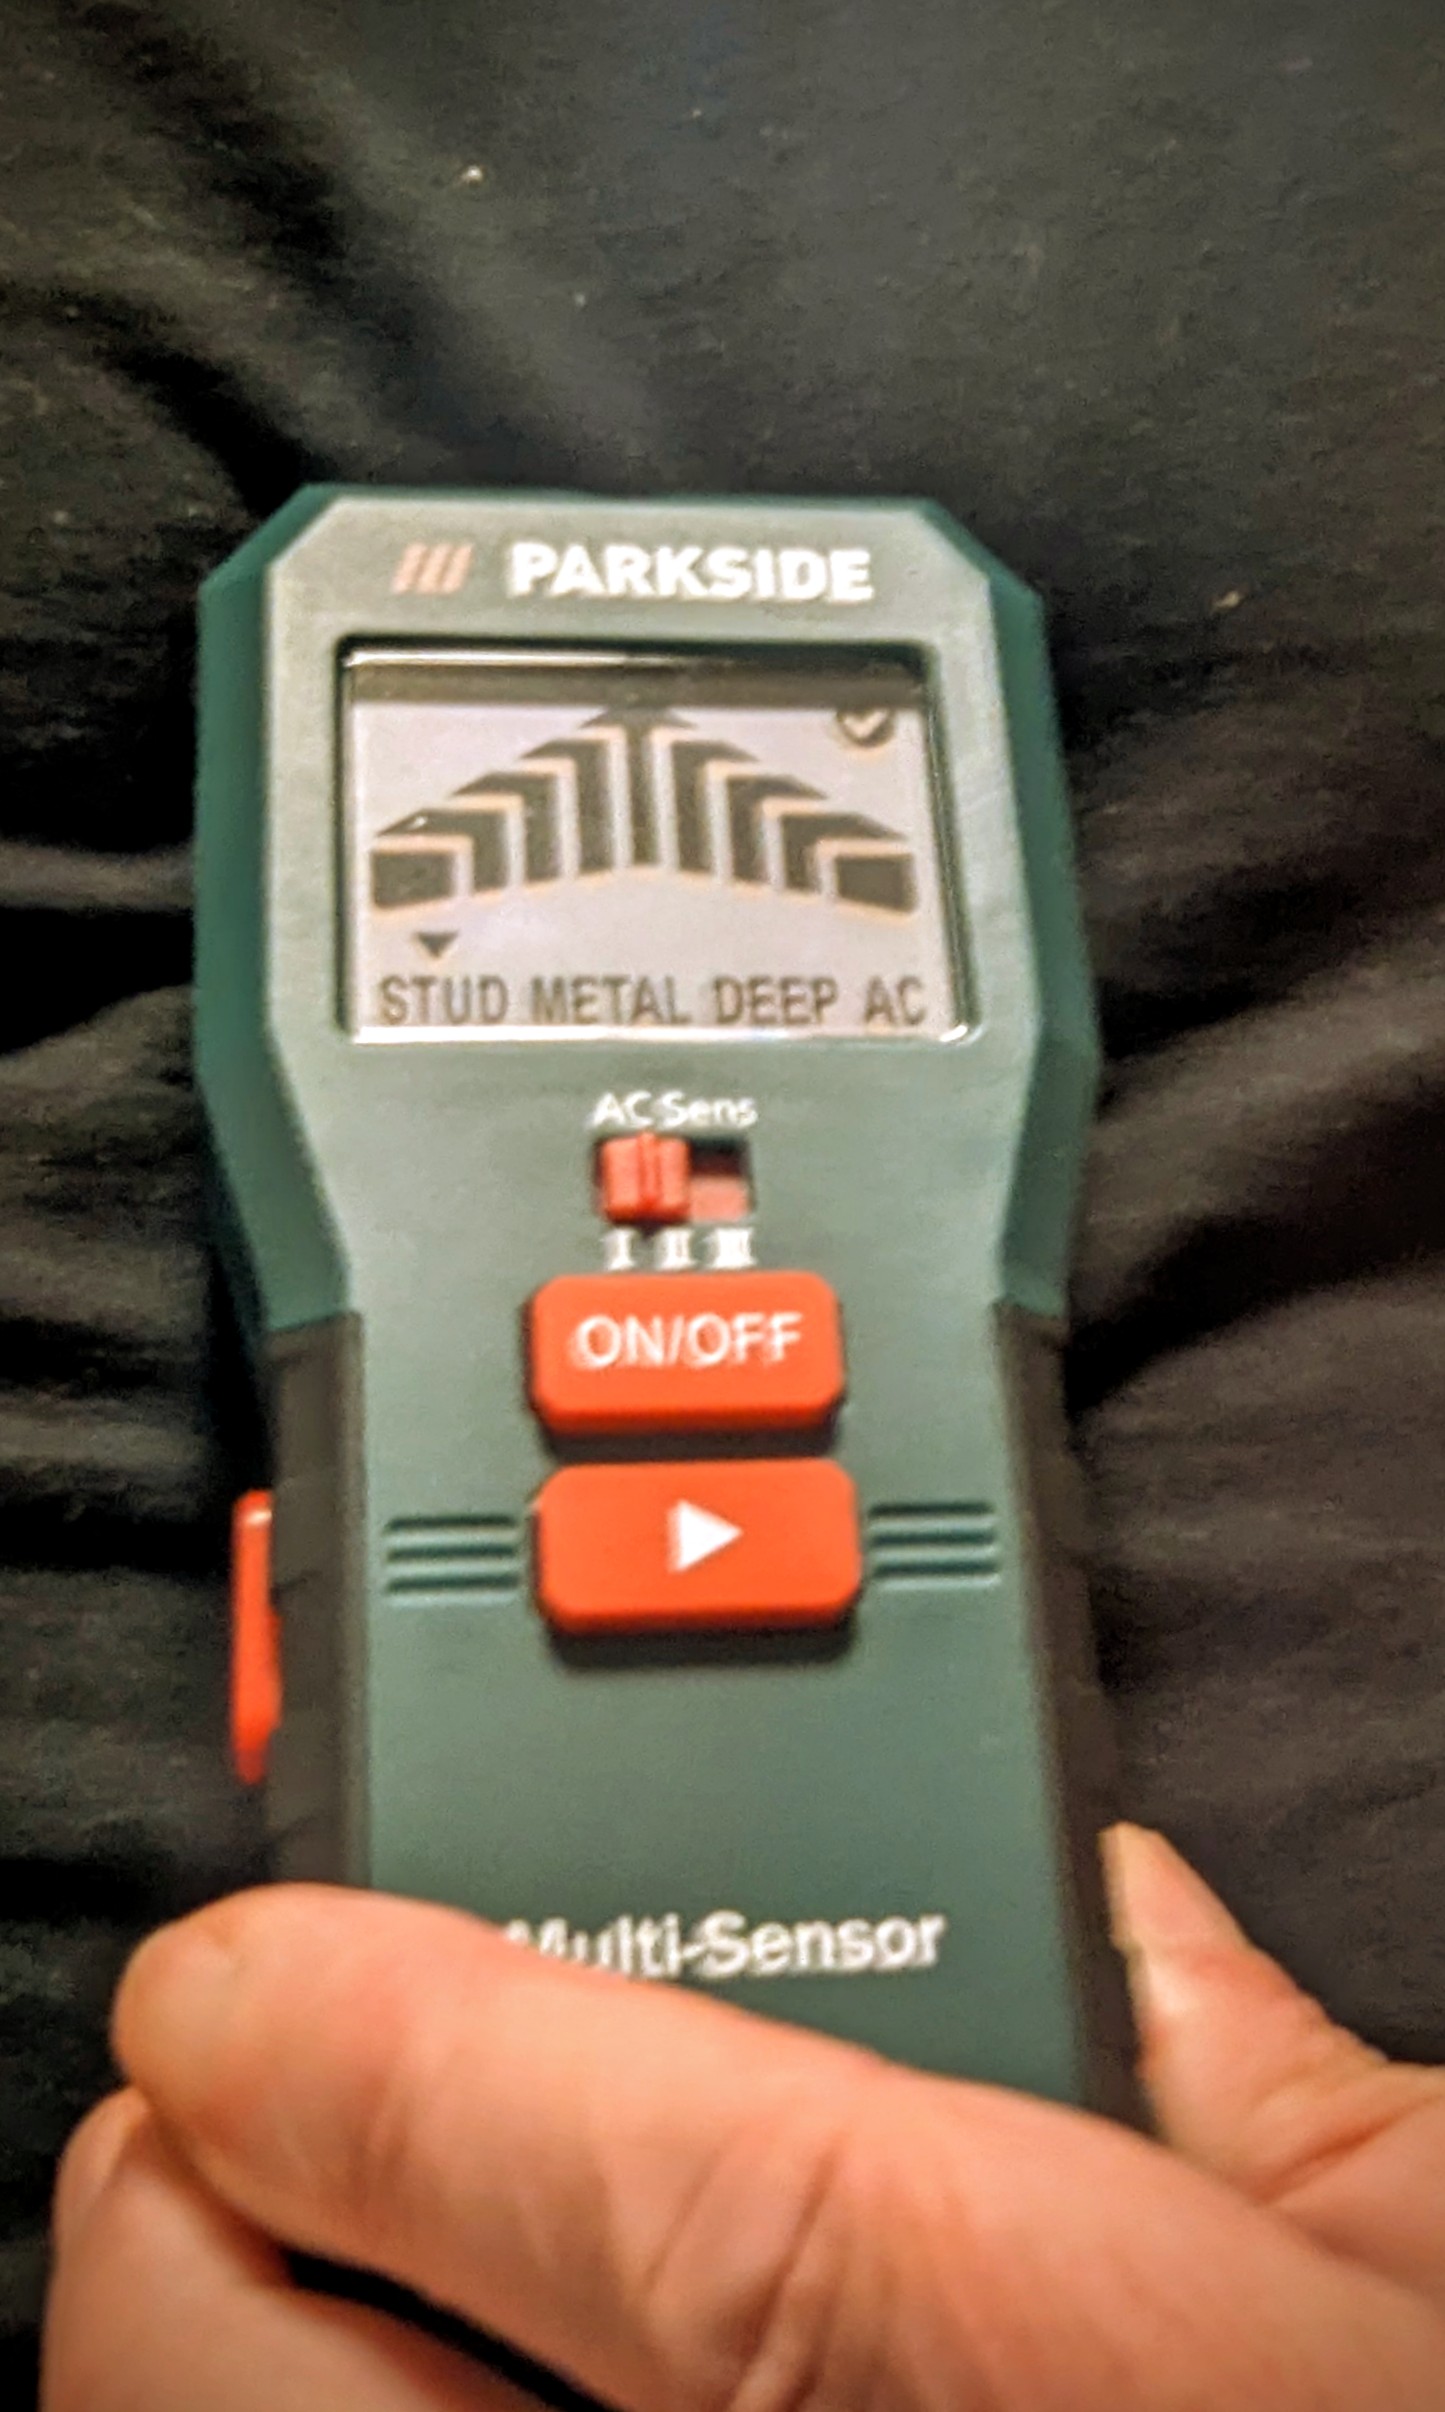 PARKSIDE
STUD METAL DEEP AC
AC Sens
I II III
ON/OFF
Multi-Sensor